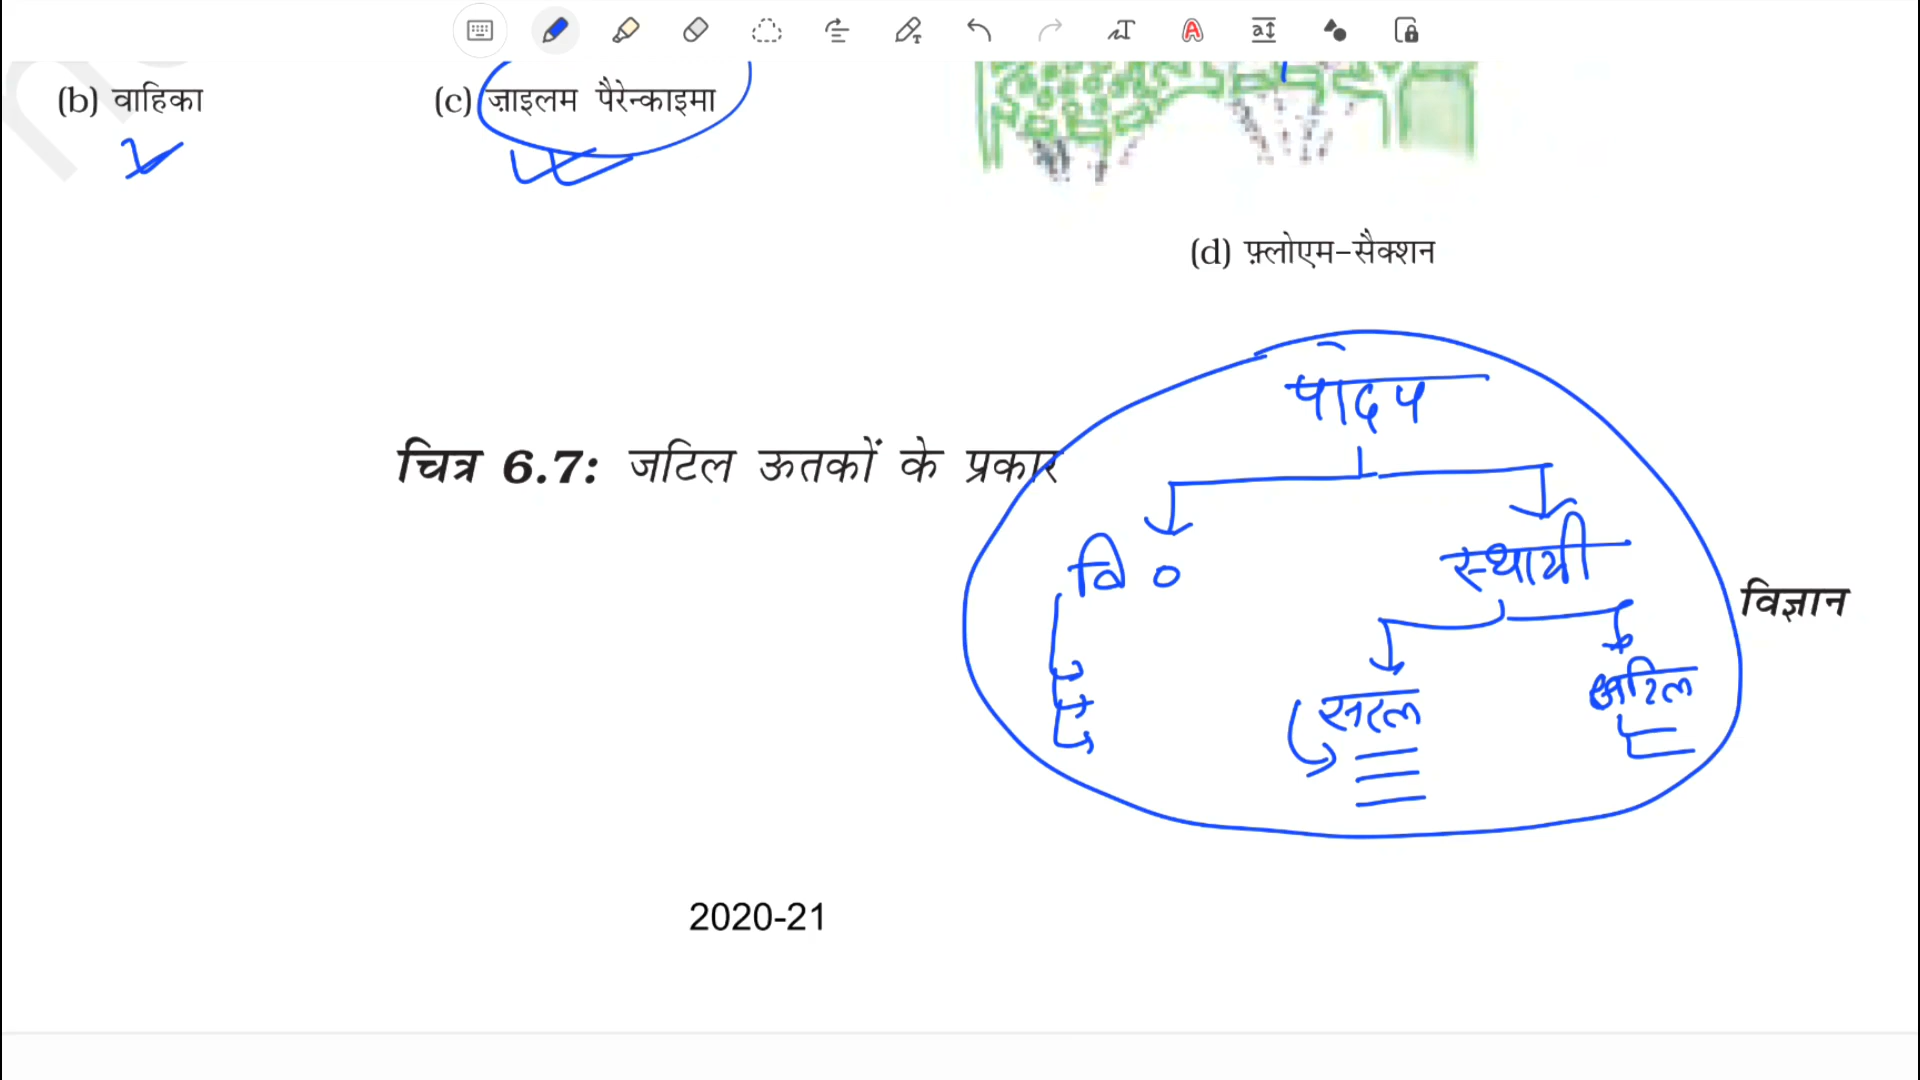 (b) वाहिका
(c) जाइलम पैरेन्काइमा
(d) फ़्लोएम-सैक्शन
पादप
चित्र 6.7: जटिल ऊतकों के प्रकार
वि०
स्थायी
विज्ञान
सरल
जटिल
2020-21